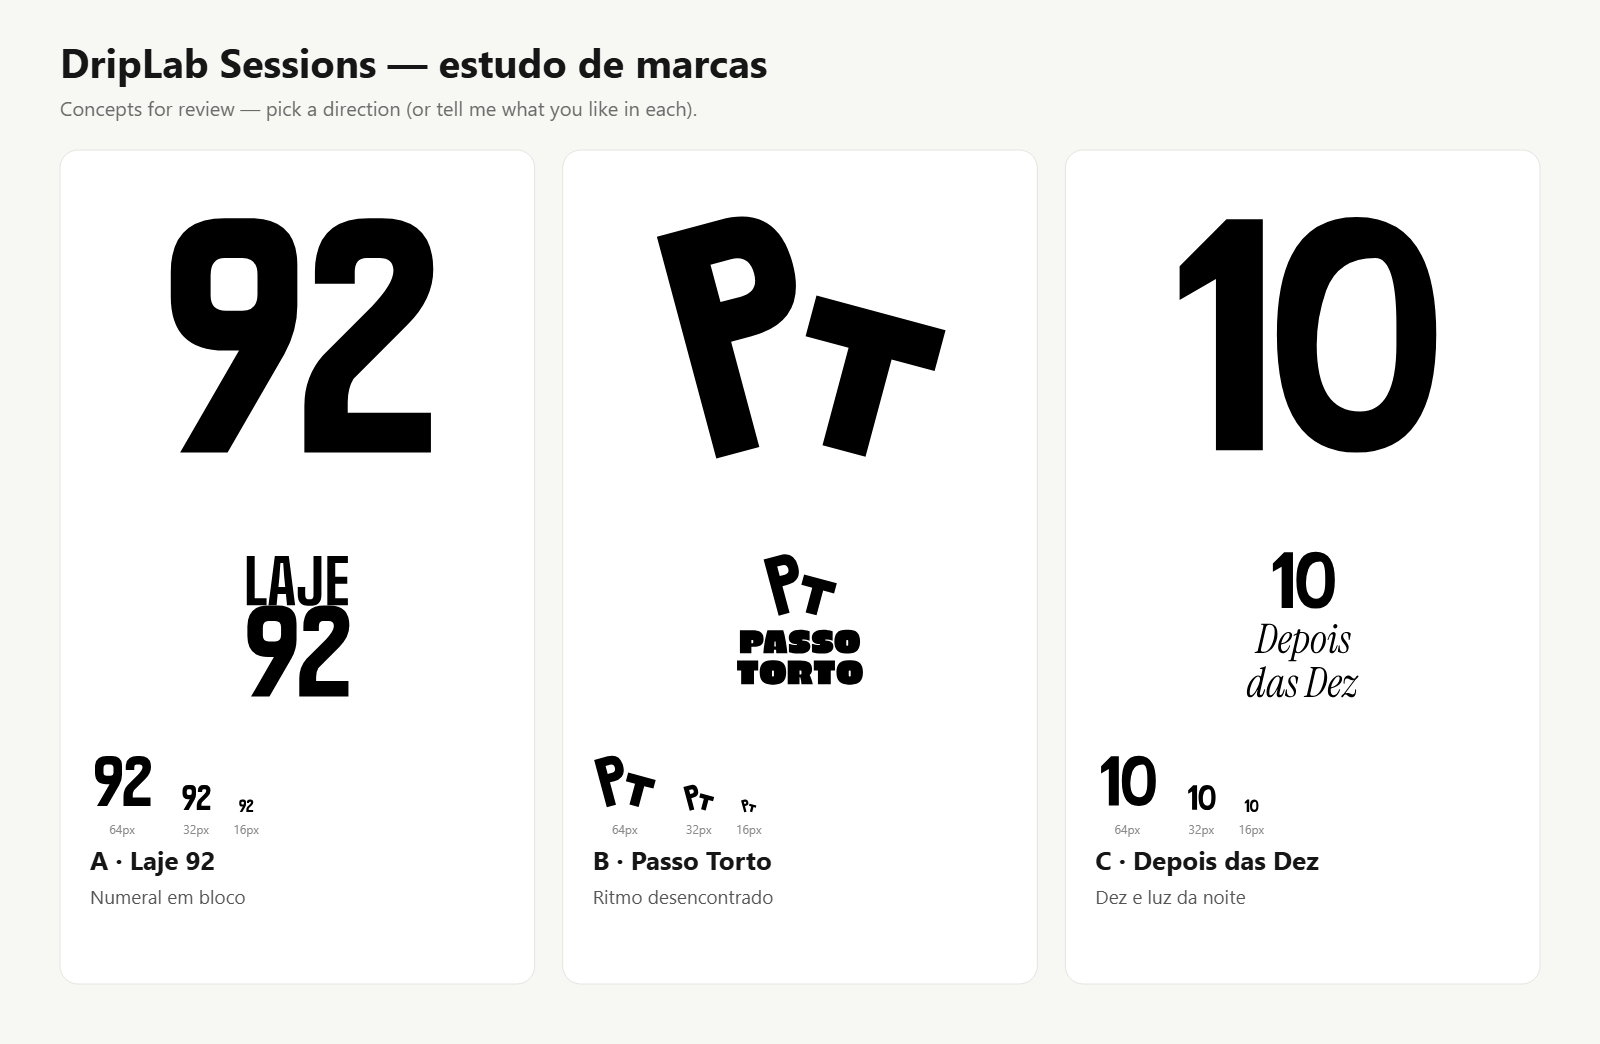 DripLab Sessions — estudo de marcas
Concepts for review — pick a direction (or tell me what you like in each).
92
LAJE
92
92 92 92
64px 32px 16px
A · Laje 92
Numeral em bloco
PT
PT
PASSO
TORTO
PT PT PT
64px 32px 16px
B · Passo Torto
Ritmo desencontrado
10
10
Depois
das Dez
10 10 10
64px 32px 16px
C · Depois das Dez
Dez e luz da noite